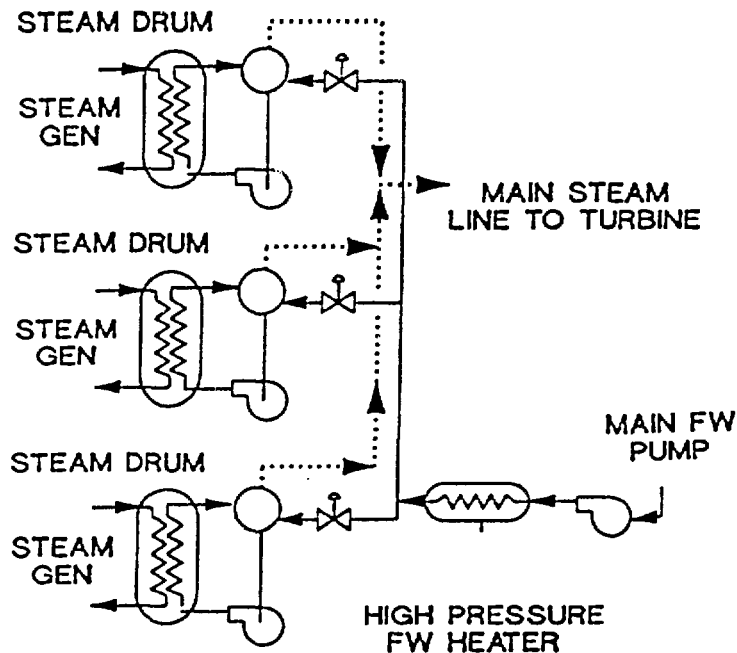 STEAM DRUM
STEAM
GEN
MAIN STEAM
LINE TO TURBINE
STEAM DRUM
STEAM
GEN
MAIN FW
PUMP
STEAM DRUM
STEAM
GEN
HIGH PRESSURE
FW HEATER